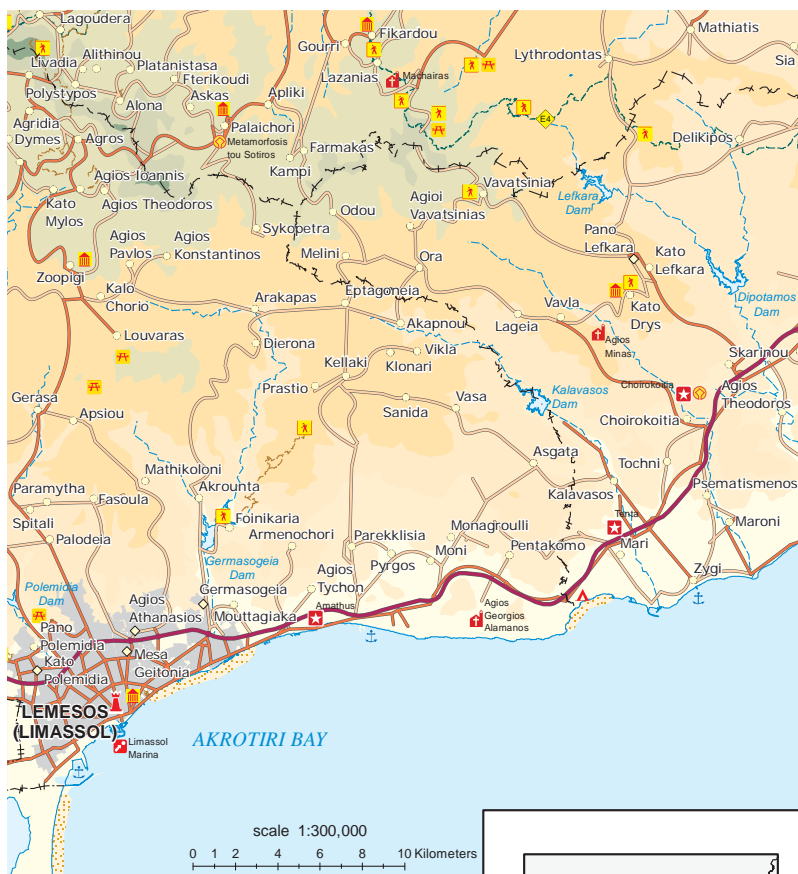 Lagoudera
Fikardou
Mathiatis
Gourri
Livadia
Alithinou
Platanistasa
Lythrodontas
Sia
Fterikoudi
Lazanias
Machairas
Polystypos
Alona
Askas
Apliki
E4
Agridia
Palaichori
Delikipos
Dymes
Agros
Metamorfosis
tou Sotiros
Farmakas
Kampi
Agios Ioannis
Vavatsinia
Kato
Mylos
Agios Theodoros
Odou
Agioi
Vavatsinias
Lefkara
Dam
Agios
Pavlos
Agios
Konstantinos
Sykopetra
Pano
Lefkara
Zoopigi
Melini
Ora
Kato
Lefkara
Kalo
Chorio
Arakapas
Eptagoneia
Vavla
Kato
Drys
Dipotamos
Dam
Louvaras
Akapnou
Lageia
Dierona
Agios
Minas
Skarinou
Kellaki
Vikla
Klonari
Prastio
Kalavasos
Dam
Choirokoitia
Agios
Theodoros
Gerasa
Apsiou
Sanida
Vasa
Choirokoitia
Asgata
Tochni
Mathikoloni
Akrounta
Kalavasos
Psematismenos
Paramytha
Fasoula
Spitali
Foinikaria
Tenta
Maroni
Palodeia
Armenochori
Parekklisia
Monagroulli
Moni
Pentakomo
Mari
Germasogeia
Dam
Agios
Tychon
Pyrgos
Zygi
Polemidia
Dam
Germasogeia
Agios
Athanasios
Mouttagiaka
Amathus
Agios
Georgios
Alamanos
Pano
Polemidia
Kato
Polemidia
Mesa
Geitonia
LEMESOS
(LIMASSOL)
AKROTIRI BAY
Limassol
Marina
scale 1:300,000
0 1 2 4 6 8 10 Kilometers